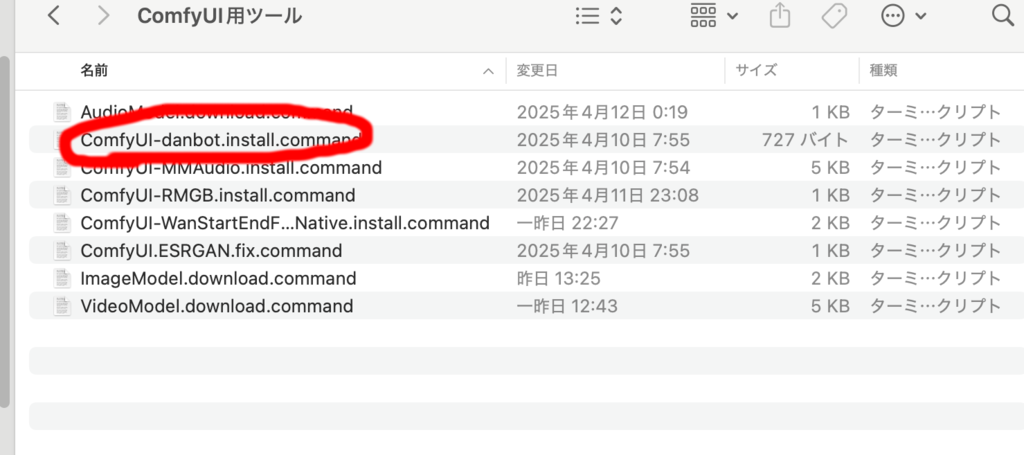 ComfyUI用ツール
名前 変更日 サイズ 種類
AudioModel.download.command 2025年4月12日 0:19 1 KB ターミ…クリプト
ComfyUI-danbot.install.command 2025年4月10日 7:55 727 バイト ターミ…クリプト
ComfyUI-MMAudio.install.command 2025年4月10日 7:54 5 KB ターミ…クリプト
ComfyUI-RMGB.install.command 2025年4月11日 23:08 1 KB ターミ…クリプト
ComfyUI-WanStartEndF...Native.install.command 一昨日 22:27 2 KB ターミ…クリプト
ComfyUI.ESRGAN.fix.command 2025年4月10日 7:55 1 KB ターミ…クリプト
ImageModel.download.command 昨日 13:25 2 KB ターミ…クリプト
VideoModel.download.command 一昨日 12:43 5 KB ターミ…クリプト